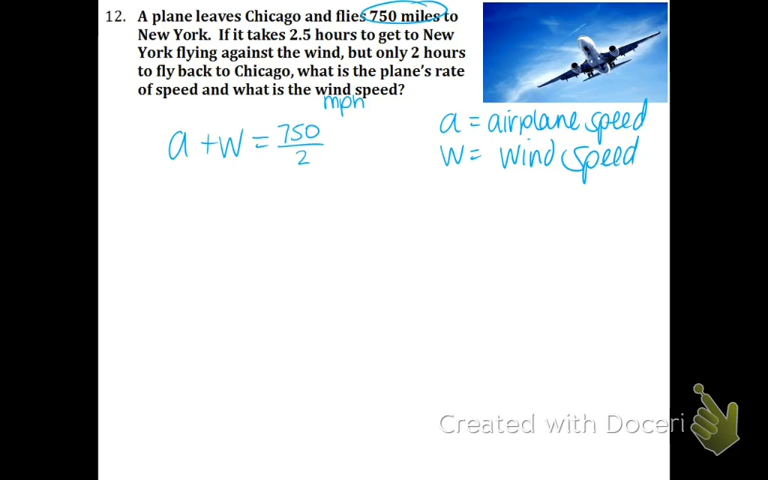 12. A plane leaves Chicago and flies 750 miles to
New York. If it takes 2.5 hours to get to New
York flying against the wind, but only 2 hours
to fly back to Chicago, what is the plane's rate
of speed and what is the wind speed?
mph
a + w = 750/2
a = airplane speed
w = wind speed
Created with Doceri